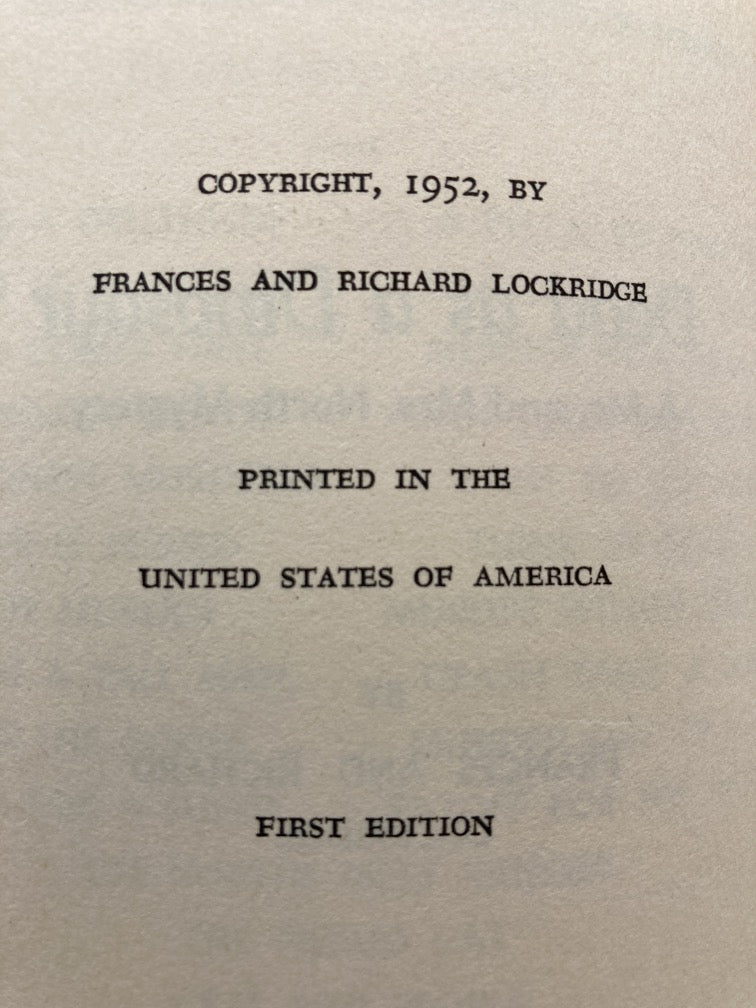 COPYRIGHT, 1952, BY
FRANCES AND RICHARD LOCKRIDGE
PRINTED IN THE
UNITED STATES OF AMERICA
FIRST EDITION